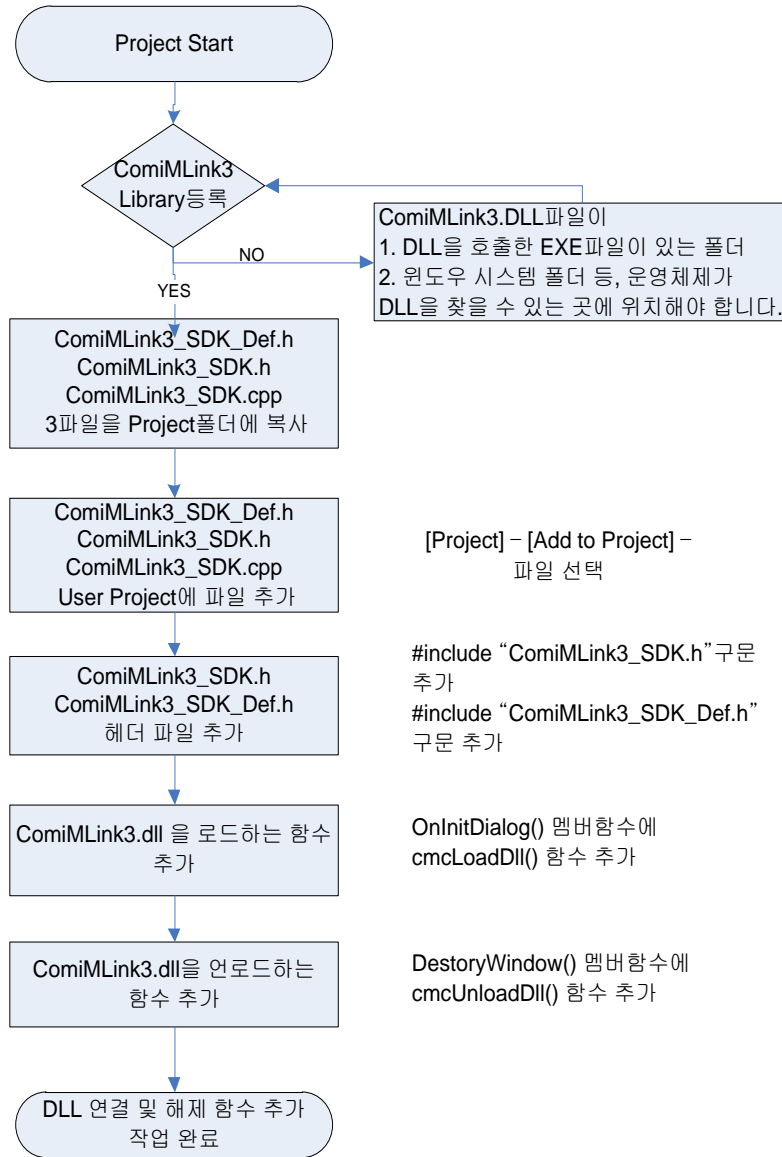 Project Start
ComiMLink3
Library등록
NO
YES
ComiMLink3.DLL파일이
1. DLL을 호출한 EXE파일이 있는 폴더
2. 윈도우 시스템 폴더 등, 운영체제가
DLL을 찾을 수 있는 곳에 위치해야 합니다.
ComiMLink3_SDK_Def.h
ComiMLink3_SDK.h
ComiMLink3_SDK.cpp
3파일을 Project폴더에 복사
ComiMLink3_SDK_Def.h
ComiMLink3_SDK.h
ComiMLink3_SDK.cpp
User Project에 파일 추가
[Project] – [Add to Project] –
파일 선택
ComiMLink3_SDK.h
ComiMLink3_SDK_Def.h
헤더 파일 추가
#include “ComiMLink3_SDK.h”구문
추가
#include “ComiMLink3_SDK_Def.h”
구문 추가
ComiMLink3.dll 을 로드하는 함수
추가
OnInitDialog() 멤버함수에
cmcLoadDll() 함수 추가
ComiMLink3.dll을 언로드하는
함수 추가
DestoryWindow() 멤버함수에
cmcUnloadDll() 함수 추가
DLL 연결 및 해제 함수 추가
작업 완료